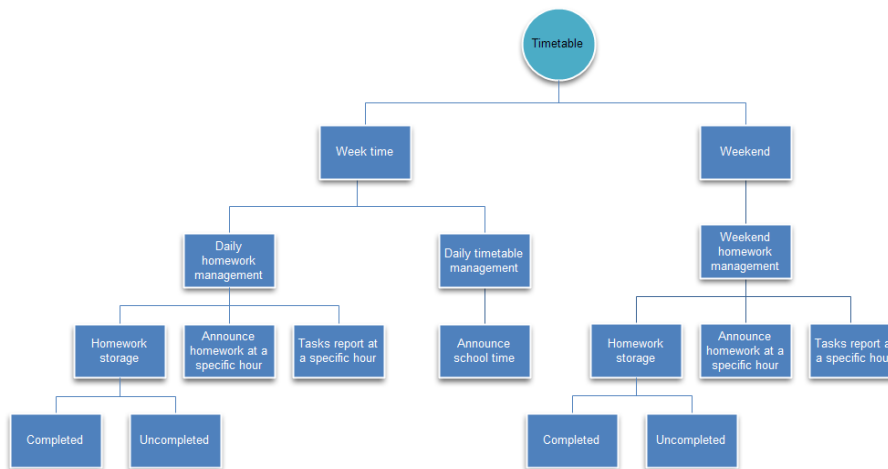 Timetable
Week time
Weekend
Daily
homework
management
Daily timetable
management
Weekend
homework
management
Homework
storage
Announce
homework at a
specific hour
Tasks report at
a specific hour
Announce
school time
Homework
storage
Announce
homework at a
specific hour
Tasks report a
a specific hou
Completed
Uncompleted
Completed
Uncompleted